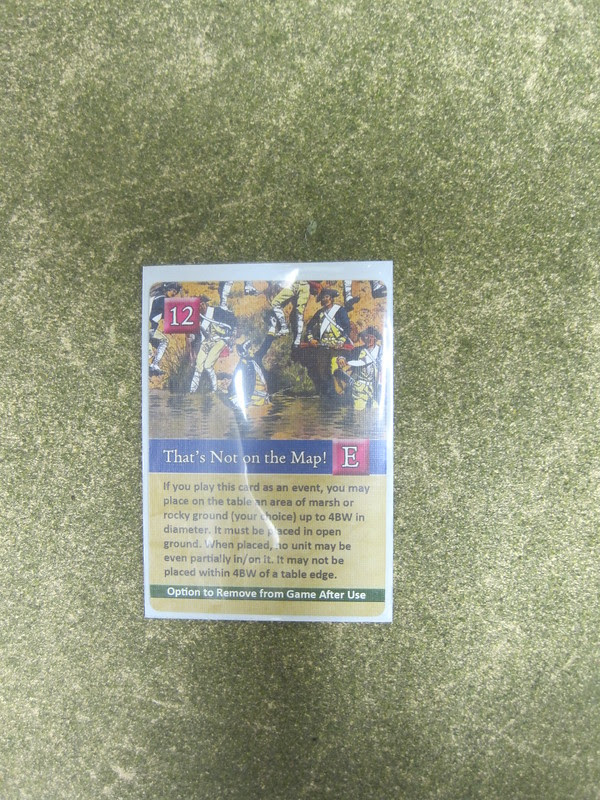 12
That's Not on the Map! E
If you play this card as an event, you may
place on the table an area of marsh or
rocky ground (your choice) up to 4BW in
diameter. It must be placed in open
ground. When placed, no unit may be
even partially in/on it. It may not be
placed within 4BW of a table edge.
Option to Remove from Game After Use